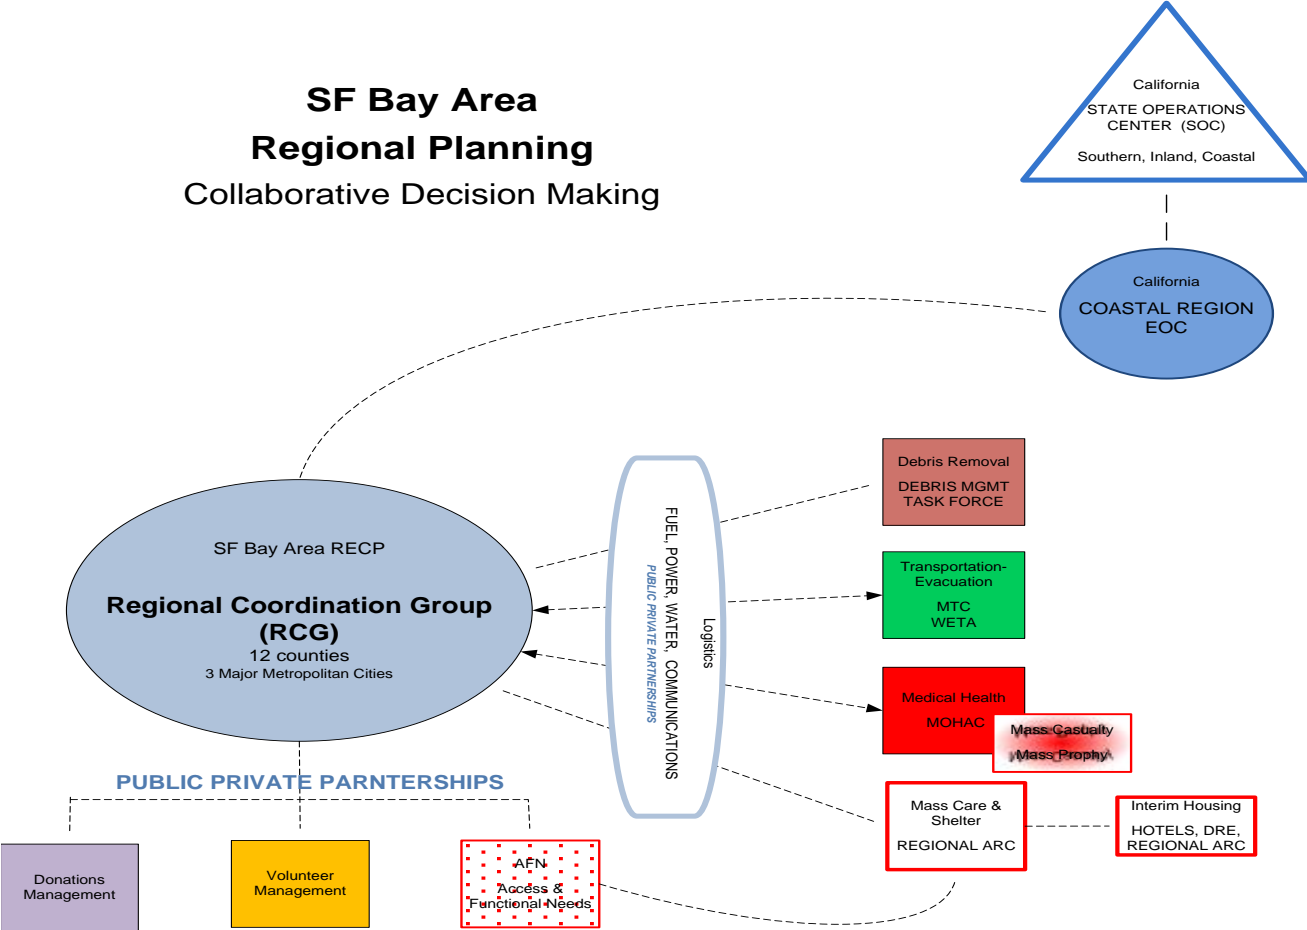 SF Bay Area
Regional Planning
Collaborative Decision Making
California
STATE OPERATIONS
CENTER (SOC)
Southern, Inland, Coastal
California
COASTAL REGION
EOC
SF Bay Area RECP
Regional Coordination Group
(RCG)
12 counties
3 Major Metropolitan Cities
Logistics
FUEL, POWER, WATER, COMMUNICATIONS
PUBLIC PRIVATE PARTNERSHIPS
Debris Removal
DEBRIS MGMT
TASK FORCE
Transportation-
Evacuation
MTC
WETA
Medical Health
MOHAC
Mass Casualty
Mass Prophy
Mass Care &
Shelter
REGIONAL ARC
Interim Housing
HOTELS, DRE,
REGIONAL ARC
PUBLIC PRIVATE PARNTERSHIPS
Donations
Management
Volunteer
Management
AFN
Access &
Functional Needs